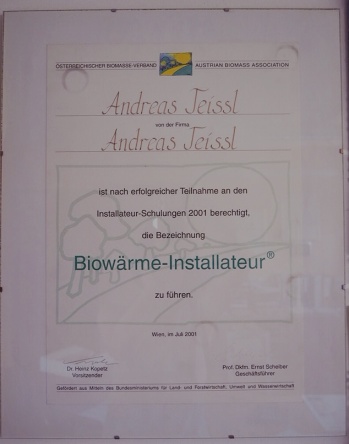 ÖSTERREICHISCHER BIOMASSE-VERBAND AUSTRIAN BIOMASS ASSOCIATION
Andreas Teissl
von der Firma
Andreas Teissl
ist nach erfolgreicher Teilnahme an den
Installateur-Schulungen 2001 berechtigt,
die Bezeichnung
Biowärme-Installateur®
zu führen.
Wien, im Juli 2001
Dr. Heinz Kopetz Prof. Dktm. Ernst Scheiber
Vorsitzender Geschäftsführer
Gefördert aus Mitteln des Bundesministeriums für Land- und Forstwirtschaft, Umwelt und Wasserwirtschaft